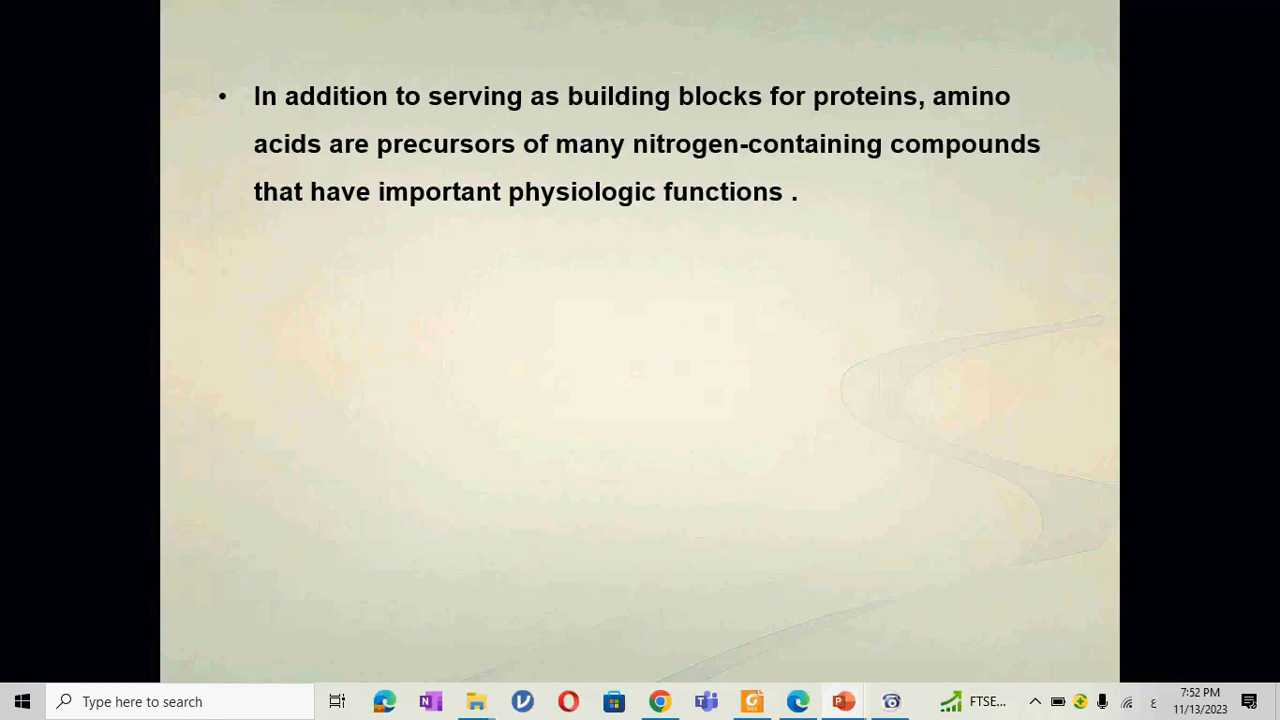 • In addition to serving as building blocks for proteins, amino
acids are precursors of many nitrogen-containing compounds
that have important physiologic functions .
Type here to search
FTSE...
ع
7:52 PM
11/13/2023